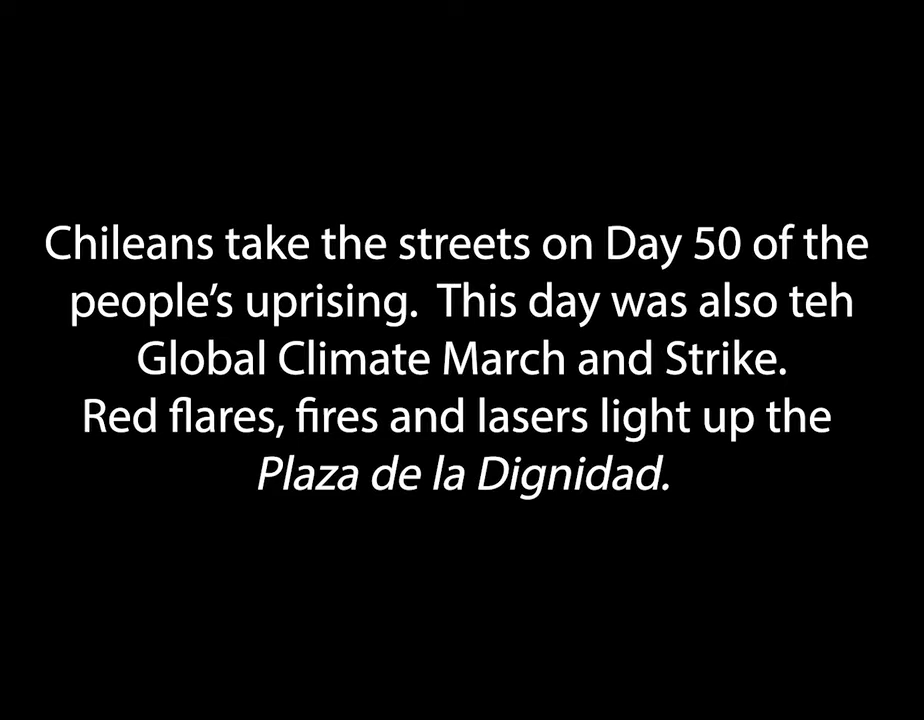 Chileans take the streets on Day 50 of the
people’s uprising.  This day was also teh
Global Climate March and Strike.
Red flares, fires and lasers light up the
Plaza de la Dignidad.